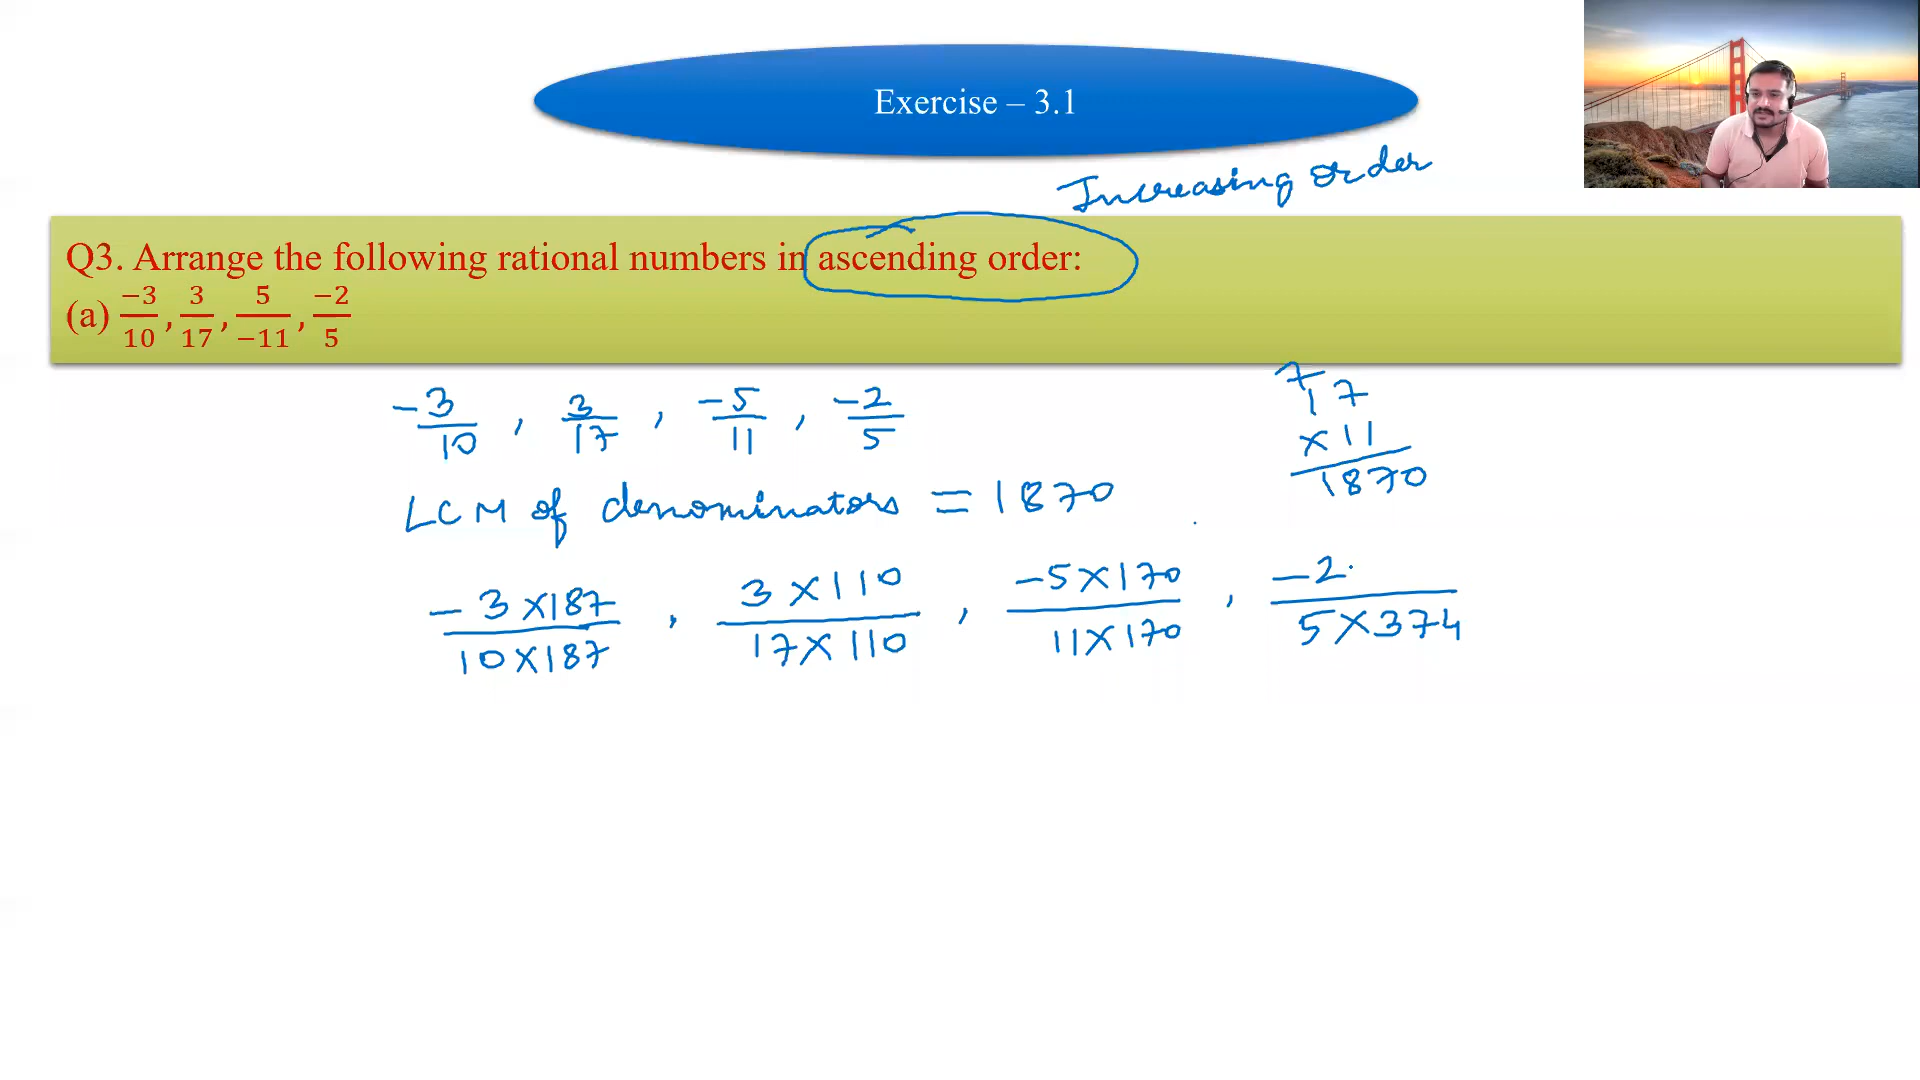 Exercise – 3.1
Increasing order
Q3. Arrange the following rational numbers in ascending order:
(a) −3/10, 3/17, 5/−11, −2/5
-3/10, 3/17, -5/11, -2/5
7
17
×11
1870
LCM of denominators = 1870
-3×187/10×187, 3×110/17×110, -5×170/11×170, -2/5×374